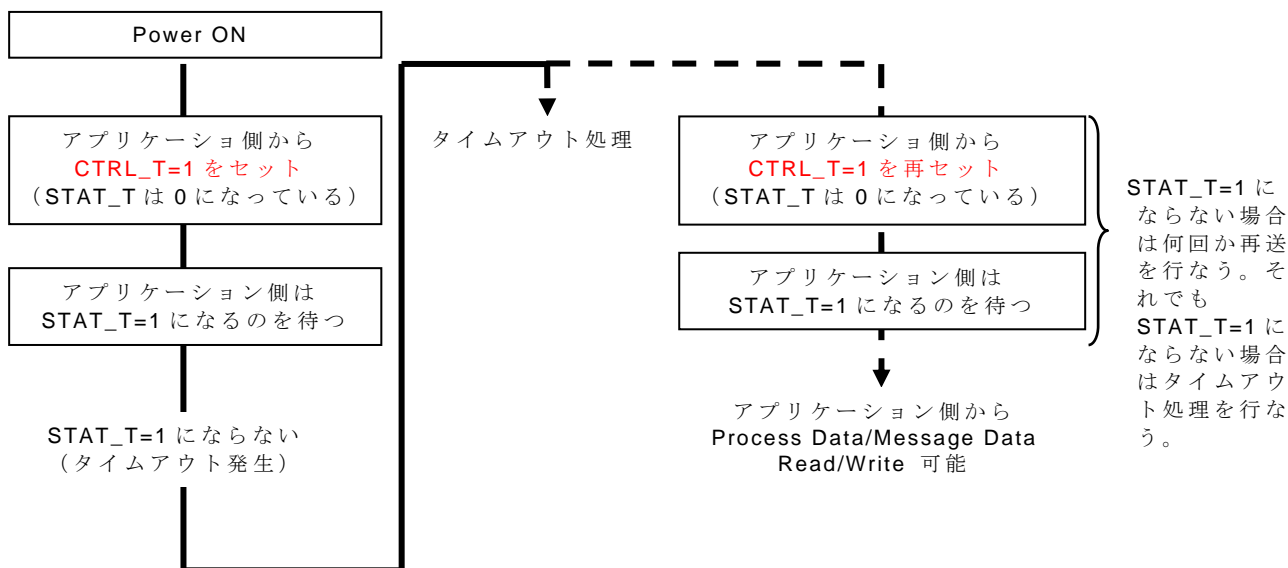 Power ON
アプリケーショ側から
CTRL_T=1 をセット
（STAT_T は 0 になっている）
アプリケーション側は
STAT_T=1 になるのを待つ
STAT_T=1 にならない
（タイムアウト発生）
タイムアウト処理
アプリケーショ側から
CTRL_T=1 を再セット
（STAT_T は 0 になっている）
アプリケーション側は
STAT_T=1 になるのを待つ
アプリケーション側から
Process Data/Message Data
Read/Write 可能
STAT_T=1 に
ならない場合
は何回か再送
を行なう。そ
れでも
STAT_T=1 に
ならない場合
はタイムアウ
ト処理を行な
う。